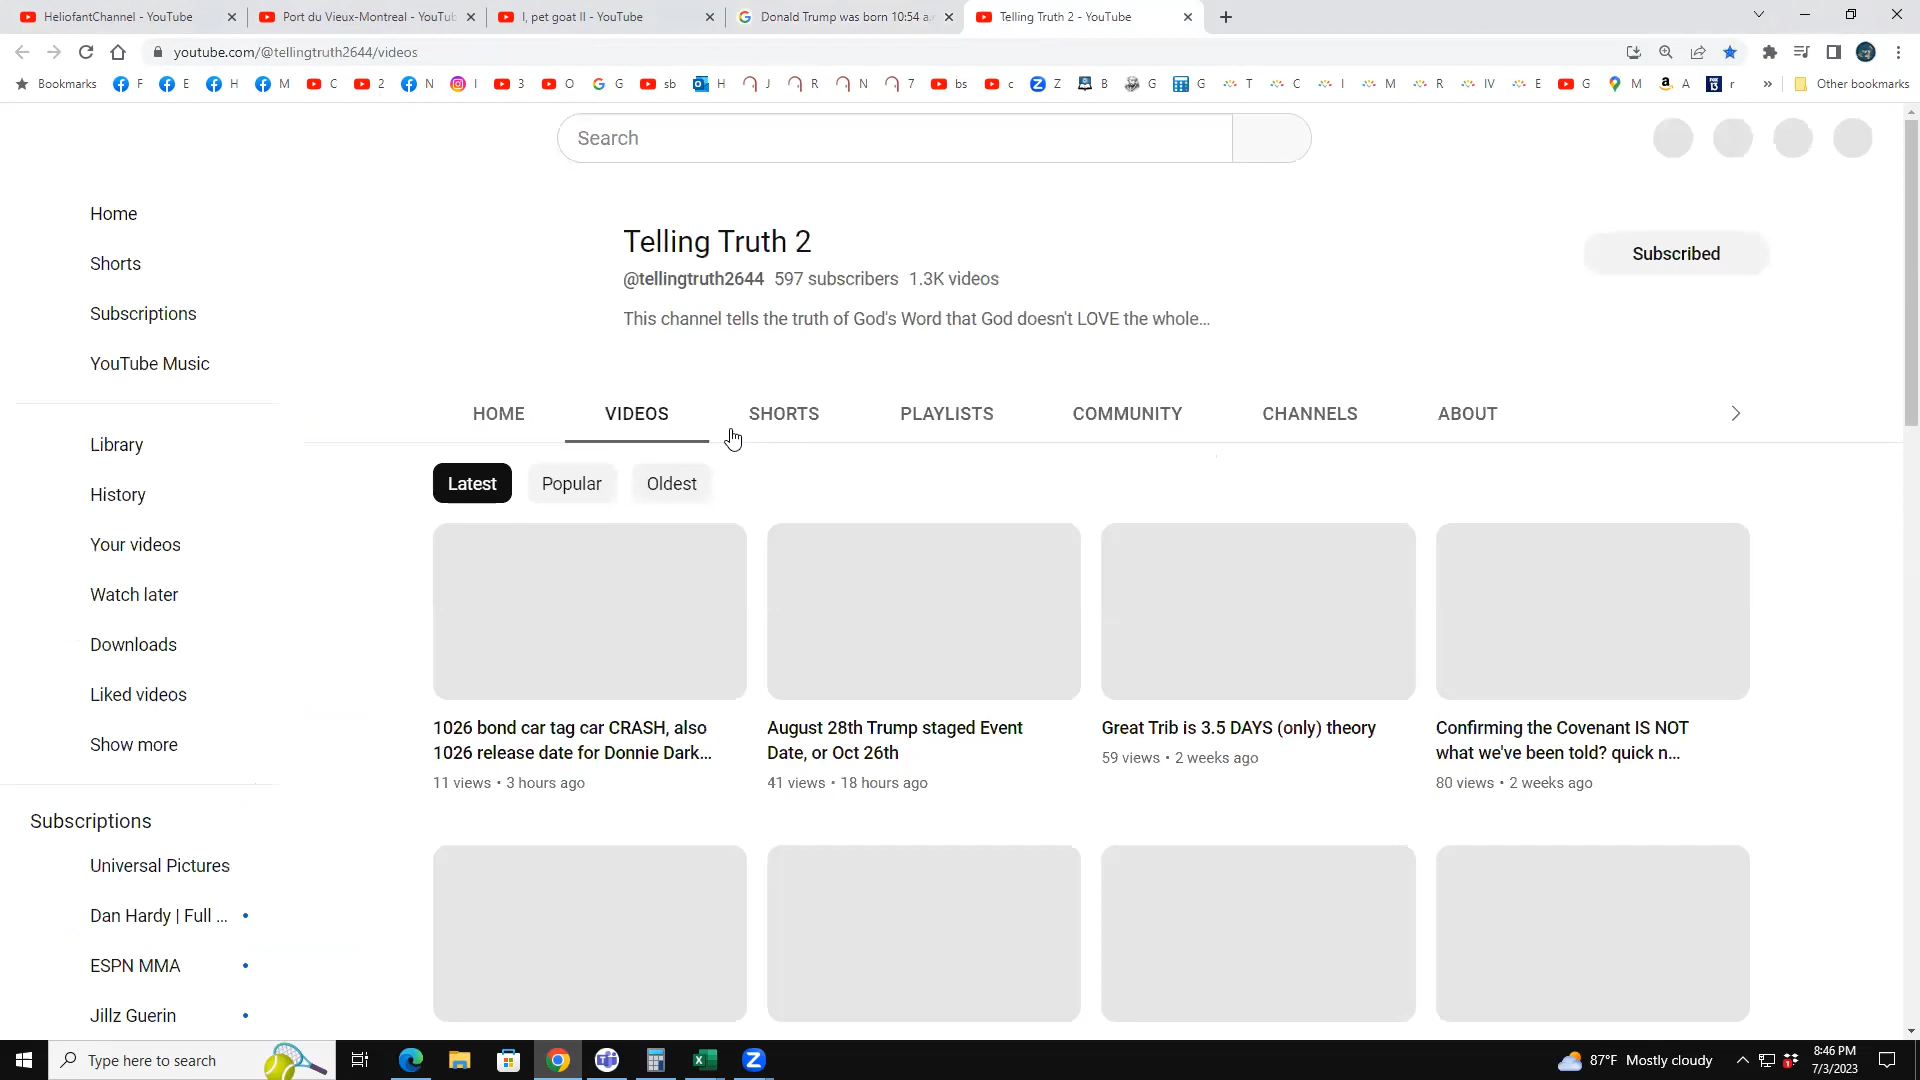 HeliofantChannel - YouTube
Port du Vieux-Montreal - YouTub
I, pet goat II - YouTube
Donald Trump was born 10:54 a.
Telling Truth 2 - YouTube
youtube.com/@tellingtruth2644/videos
Bookmarks F E H M C 2 N I 3 O G sb H J R N 7 bs c Z B G G T C I M R IV E G M A r » Other bookmarks
Search
Home
Shorts
Subscriptions
YouTube Music
Library
History
Your videos
Watch later
Downloads
Liked videos
Show more
Subscriptions
Universal Pictures
Dan Hardy | Full ...
ESPN MMA
Jillz Guerin
Telling Truth 2
@tellingtruth2644 597 subscribers 1.3K videos
This channel tells the truth of God's Word that God doesn't LOVE the whole...
Subscribed
HOME VIDEOS SHORTS PLAYLISTS COMMUNITY CHANNELS ABOUT
Latest Popular Oldest
1026 bond car tag car CRASH, also
1026 release date for Donnie Dark...
11 views • 3 hours ago
August 28th Trump staged Event
Date, or Oct 26th
41 views • 18 hours ago
Great Trib is 3.5 DAYS (only) theory
59 views • 2 weeks ago
Confirming the Covenant IS NOT
what we've been told? quick n...
80 views • 2 weeks ago
Type here to search
87°F Mostly cloudy
8:46 PM
7/3/2023